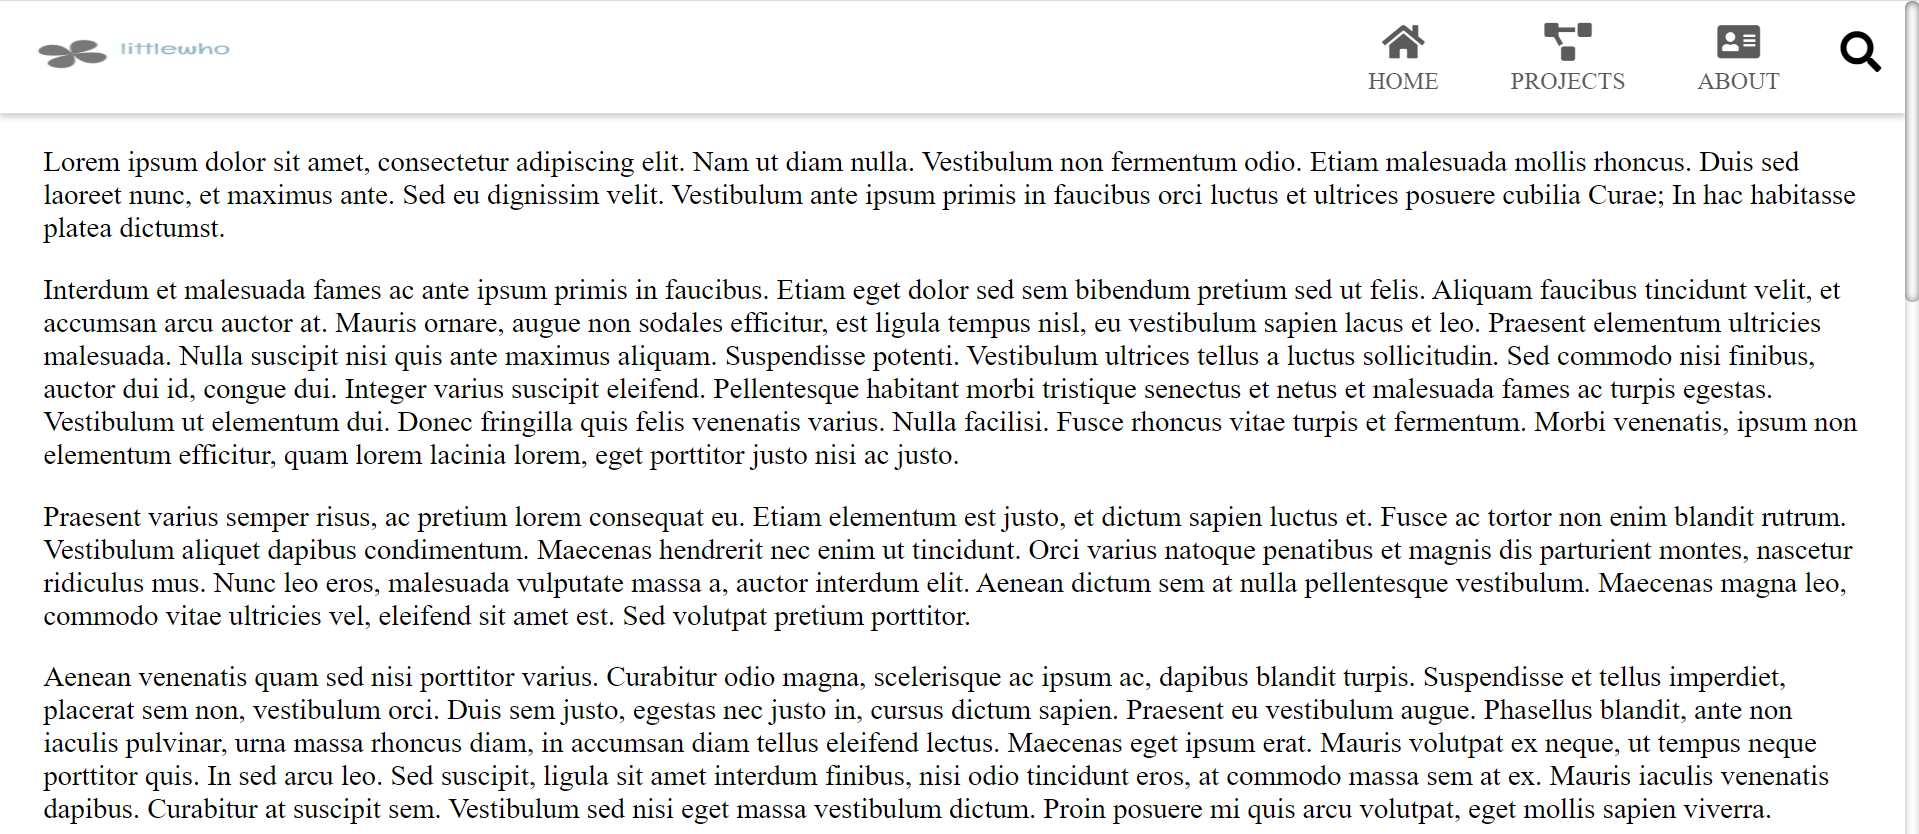 littlewho
HOME
PROJECTS
ABOUT
Lorem ipsum dolor sit amet, consectetur adipiscing elit. Nam ut diam nulla. Vestibulum non fermentum odio. Etiam malesuada mollis rhoncus. Duis sed
laoreet nunc, et maximus ante. Sed eu dignissim velit. Vestibulum ante ipsum primis in faucibus orci luctus et ultrices posuere cubilia Curae; In hac habitasse
platea dictumst.
Interdum et malesuada fames ac ante ipsum primis in faucibus. Etiam eget dolor sed sem bibendum pretium sed ut felis. Aliquam faucibus tincidunt velit, et
accumsan arcu auctor at. Mauris ornare, augue non sodales efficitur, est ligula tempus nisl, eu vestibulum sapien lacus et leo. Praesent elementum ultricies
malesuada. Nulla suscipit nisi quis ante maximus aliquam. Suspendisse potenti. Vestibulum ultrices tellus a luctus sollicitudin. Sed commodo nisi finibus,
auctor dui id, congue dui. Integer varius suscipit eleifend. Pellentesque habitant morbi tristique senectus et netus et malesuada fames ac turpis egestas.
Vestibulum ut elementum dui. Donec fringilla quis felis venenatis varius. Nulla facilisi. Fusce rhoncus vitae turpis et fermentum. Morbi venenatis, ipsum non
elementum efficitur, quam lorem lacinia lorem, eget porttitor justo nisi ac justo.
Praesent varius semper risus, ac pretium lorem consequat eu. Etiam elementum est justo, et dictum sapien luctus et. Fusce ac tortor non enim blandit rutrum.
Vestibulum aliquet dapibus condimentum. Maecenas hendrerit nec enim ut tincidunt. Orci varius natoque penatibus et magnis dis parturient montes, nascetur
ridiculus mus. Nunc leo eros, malesuada vulputate massa a, auctor interdum elit. Aenean dictum sem at nulla pellentesque vestibulum. Maecenas magna leo,
commodo vitae ultricies vel, eleifend sit amet est. Sed volutpat pretium porttitor.
Aenean venenatis quam sed nisi porttitor varius. Curabitur odio magna, scelerisque ac ipsum ac, dapibus blandit turpis. Suspendisse et tellus imperdiet,
placerat sem non, vestibulum orci. Duis sem justo, egestas nec justo in, cursus dictum sapien. Praesent eu vestibulum augue. Phasellus blandit, ante non
iaculis pulvinar, urna massa rhoncus diam, in accumsan diam tellus eleifend lectus. Maecenas eget ipsum erat. Mauris volutpat ex neque, ut tempus neque
porttitor quis. In sed arcu leo. Sed suscipit, ligula sit amet interdum finibus, nisi odio tincidunt eros, at commodo massa sem at ex. Mauris iaculis venenatis
dapibus. Curabitur at suscipit sem. Vestibulum sed nisi eget massa vestibulum dictum. Proin posuere mi quis arcu volutpat, eget mollis sapien viverra.